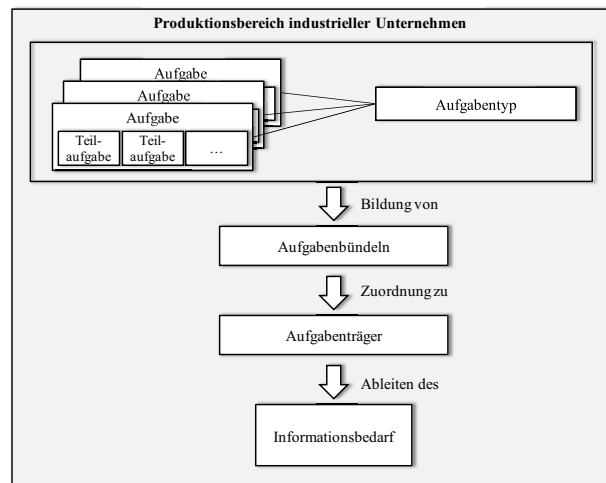 Produktionsbereich industrieller Unternehmen
Aufgabe
Aufgabe
Aufgabe
Teil-
aufgabe
Teil-
aufgabe
…
Aufgabentyp
Bildung von
Aufgabenbündeln
Zuordnung zu
Aufgabenträger
Ableiten des
Informationsbedarf